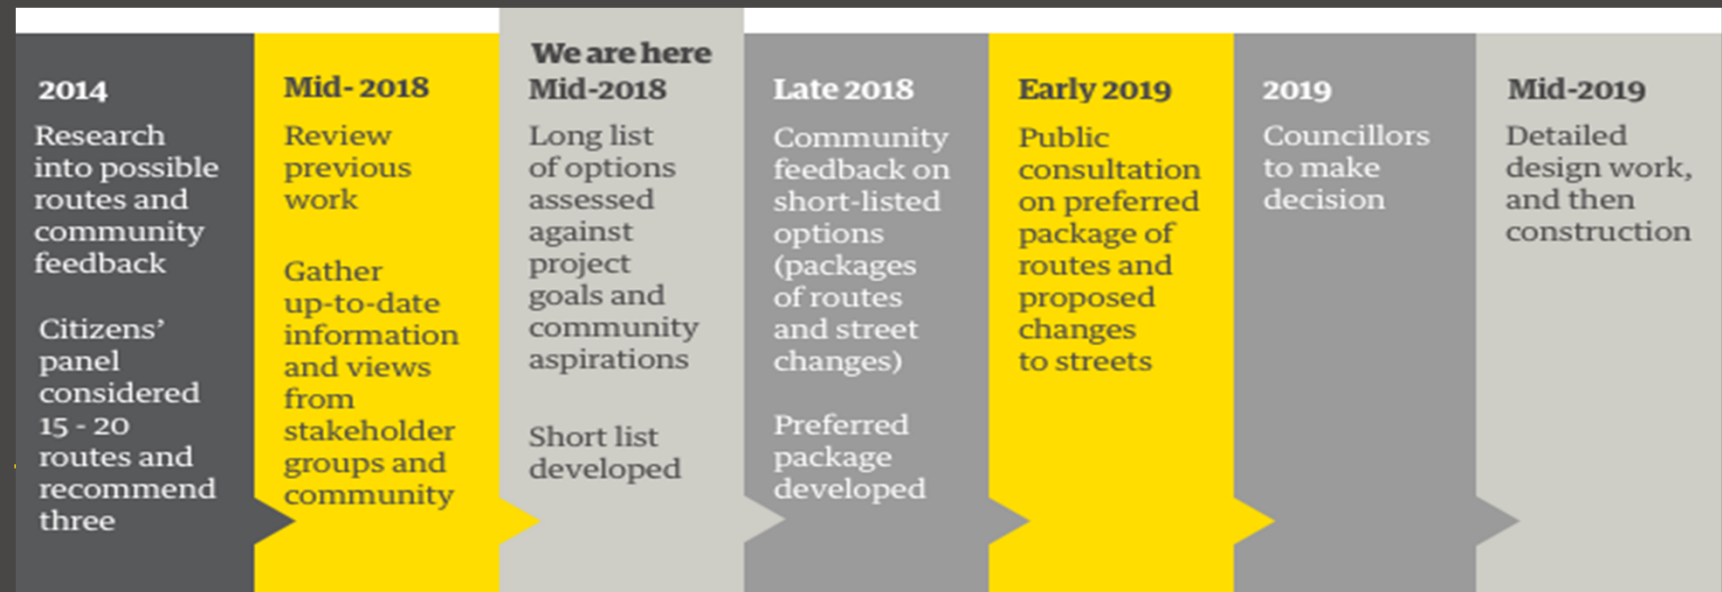 2014
Research
into possible
routes and
community
feedback
Citizens’
panel
considered
15 - 20
routes and
recommend
three
Mid- 2018
Review
previous
work
Gather
up-to-date
information
and views
from
stakeholder
groups and
community
We are here
Mid-2018
Long list
of options
assessed
against
project
goals and
community
aspirations
Short list
developed
Late 2018
Community
feedback on
short-listed
options
(packages
of routes
and street
changes)
Preferred
package
developed
Early 2019
Public
consultation
on preferred
package of
routes and
proposed
changes
to streets
2019
Councillors
to make
decision
Mid-2019
Detailed
design work,
and then
construction